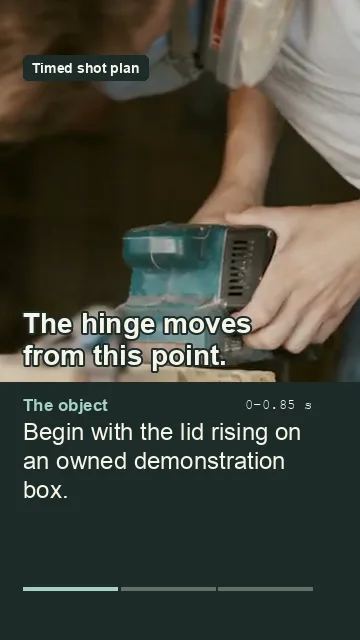 Timed shot plan
The hinge moves
from this point.
The object
0–0.85 s
Begin with the lid rising on
an owned demonstration
box.